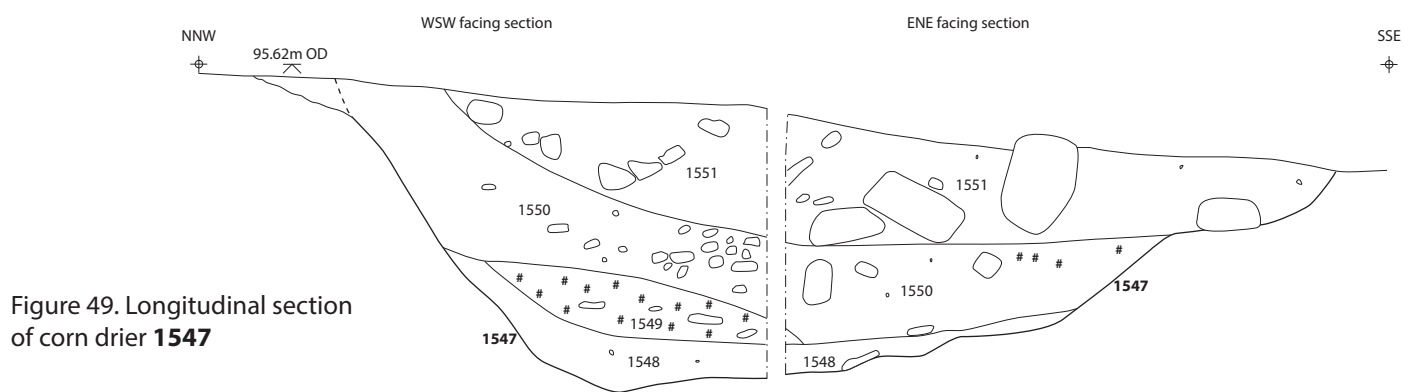 WSW facing section
ENE facing section
NNW
SSE
95.62m OD
1551
1551
1550
1550
1547
1549
1547
1548
1548
# # # # # # # # # # # #
# # # #
Figure 49. Longitudinal section
of corn drier 1547